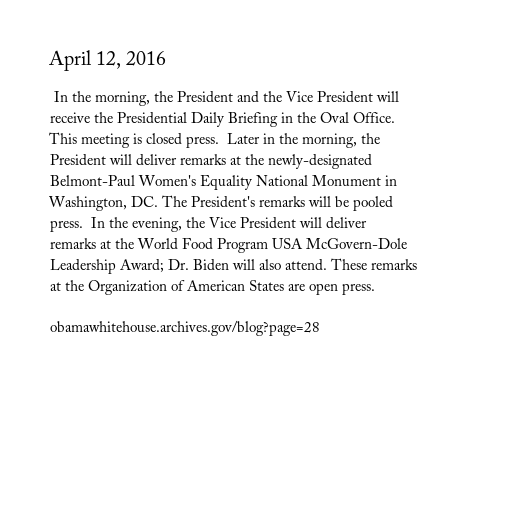 April 12, 2016
In the morning, the President and the Vice President will
receive the Presidential Daily Briefing in the Oval Office.
This meeting is closed press.  Later in the morning, the
President will deliver remarks at the newly-designated
Belmont-Paul Women's Equality National Monument in
Washington, DC. The President's remarks will be pooled
press.  In the evening, the Vice President will deliver
remarks at the World Food Program USA McGovern-Dole
Leadership Award; Dr. Biden will also attend. These remarks
at the Organization of American States are open press.
obamawhitehouse.archives.gov/blog?page=28